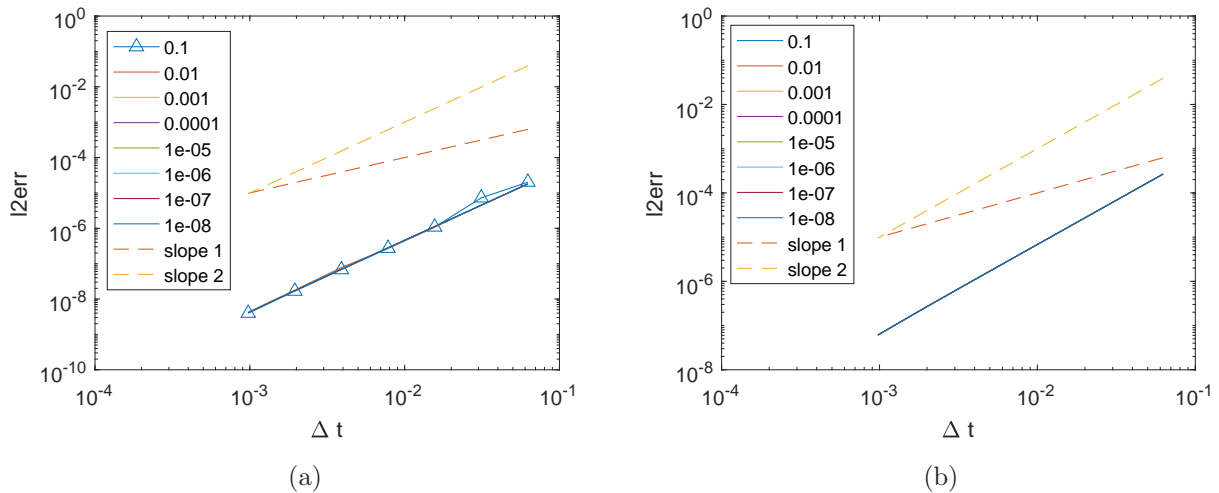 10^0
10^-2
10^-4
10^-6
10^-8
10^-10
l2err
0.1
0.01
0.001
0.0001
1e-05
1e-06
1e-07
1e-08
slope 1
slope 2
10^-4
10^-3
10^-2
10^-1
Δ t
(a)
10^0
10^-2
10^-4
10^-6
10^-8
l2err
0.1
0.01
0.001
0.0001
1e-05
1e-06
1e-07
1e-08
slope 1
slope 2
10^-4
10^-3
10^-2
10^-1
Δ t
(b)